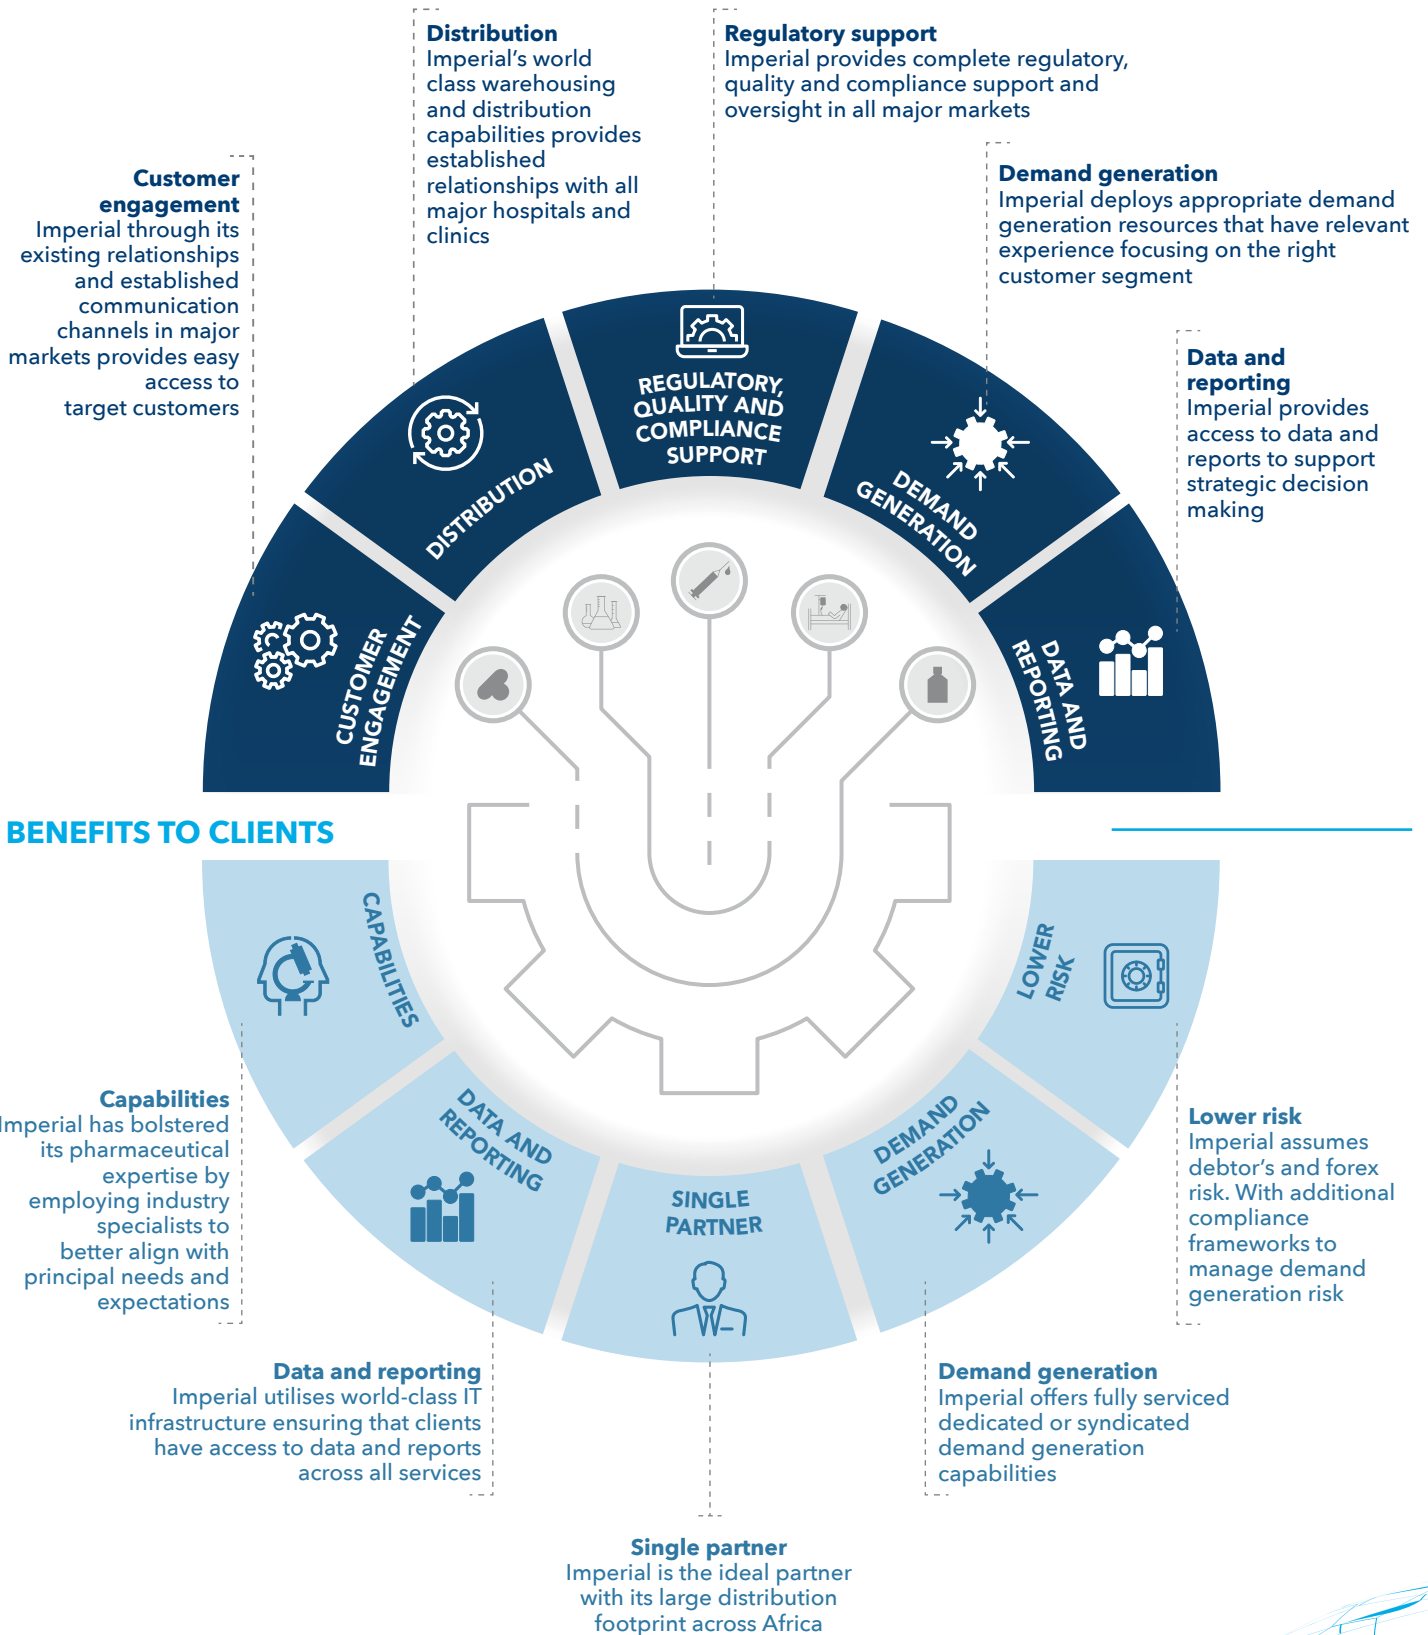 Distribution
Imperial’s world
class warehousing
and distribution
capabilities provides
established
relationships with all
major hospitals and
clinics
Regulatory support
Imperial provides complete regulatory,
quality and compliance support and
oversight in all major markets
Customer
engagement
Imperial through its
existing relationships
and established
communication
channels in major
markets provides easy
access to
target customers
Demand generation
Imperial deploys appropriate demand
generation resources that have relevant
experience focusing on the right
customer segment
Data and
reporting
Imperial provides
access to data and
reports to support
strategic decision
making
CUSTOMER
ENGAGEMENT
DISTRIBUTION
REGULATORY,
QUALITY AND
COMPLIANCE
SUPPORT
DEMAND
GENERATION
DATA AND
REPORTING
BENEFITS TO CLIENTS
CAPABILITIES
DATA AND
REPORTING
SINGLE
PARTNER
DEMAND
GENERATION
LOWER
RISK
Capabilities
Imperial has bolstered
its pharmaceutical
expertise by
employing industry
specialists to
better align with
principal needs and
expectations
Lower risk
Imperial assumes
debtor’s and forex
risk. With additional
compliance
frameworks to
manage demand
generation risk
Data and reporting
Imperial utilises world-class IT
infrastructure ensuring that clients
have access to data and reports
across all services
Demand generation
Imperial offers fully serviced
dedicated or syndicated
demand generation
capabilities
Single partner
Imperial is the ideal partner
with its large distribution
footprint across Africa